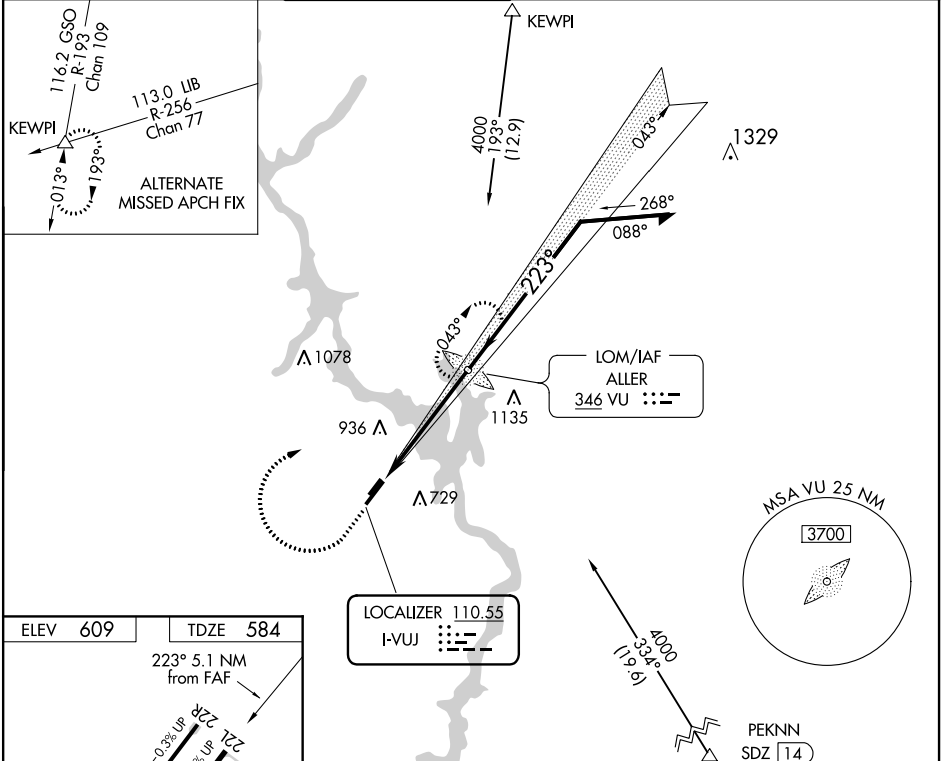 116.2 GSO
R-193
Chan 109
113.0 LIB
R-256
Chan 77
KEWPI
013°
193°
ALTERNATE
MISSED APCH FIX
KEWPI
4000
193°
(12.9)
043°
1329
268°
088°
223°
043°
1078
LOM/IAF
ALLER
346 VU
1135
936
729
MSA VU 25 NM
3700
LOCALIZER 110.55
I-VUJ
4000
334°
(19.6)
PEKNN
SDZ 14
ELEV 609
TDZE 584
223° 5.1 NM
from FAF
22R
22L
0.3% UP
% UP